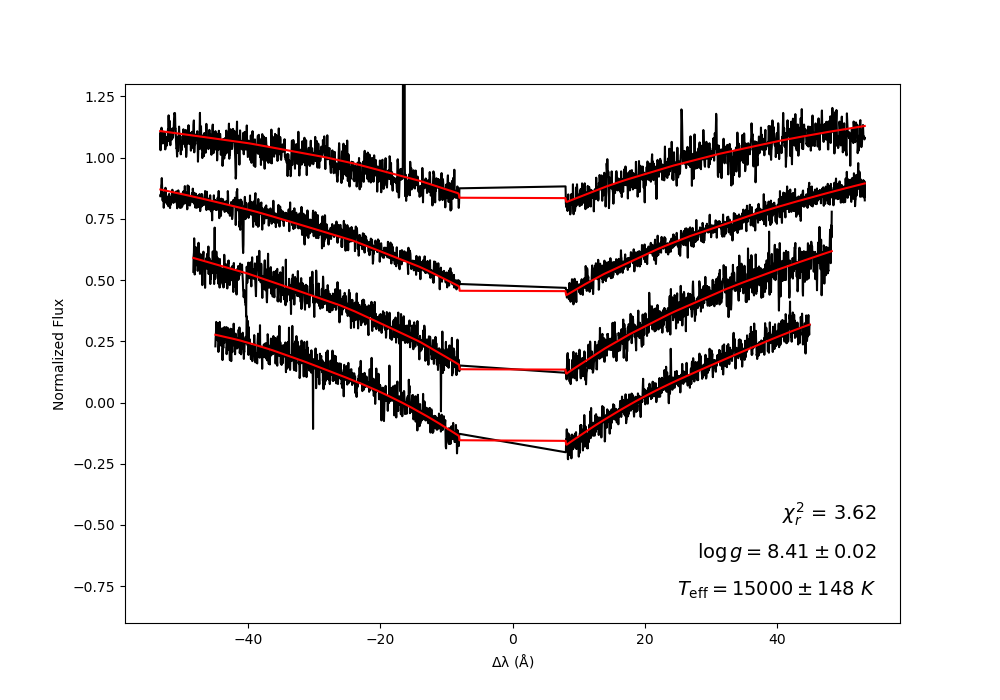 1.25
1.00
0.75
0.50
0.25
0.00
−0.25
−0.50
−0.75
Normalized Flux
χ²ᵣ = 3.62
log g = 8.41 ± 0.02
T_eff = 15000 ± 148 K
−40
−20
0
20
40
Δλ (Å)